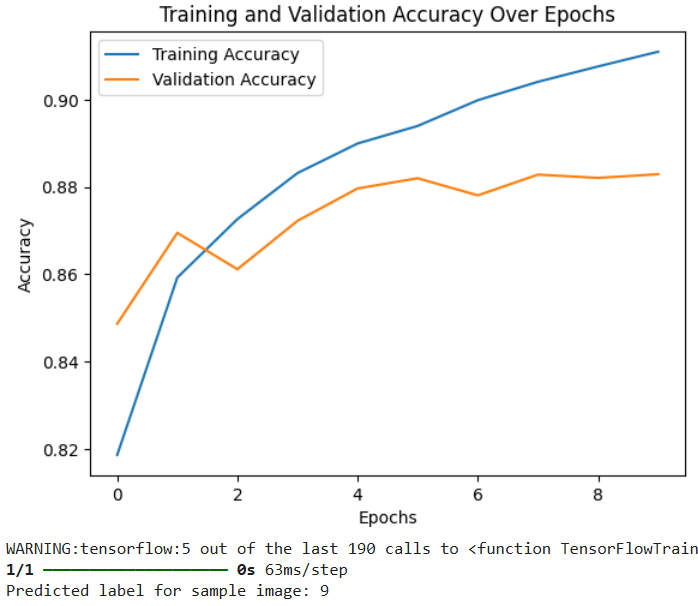 Training and Validation Accuracy Over Epochs
Training Accuracy
Validation Accuracy
0.90
0.88
0.86
0.84
0.82
Accuracy
0 2 4 6 8
Epochs
WARNING:tensorflow:5 out of the last 190 calls to <function TensorFlowTrain
1/1 ━━━━━━━━━━━━━━━━━━━━ 0s 63ms/step
Predicted label for sample image: 9